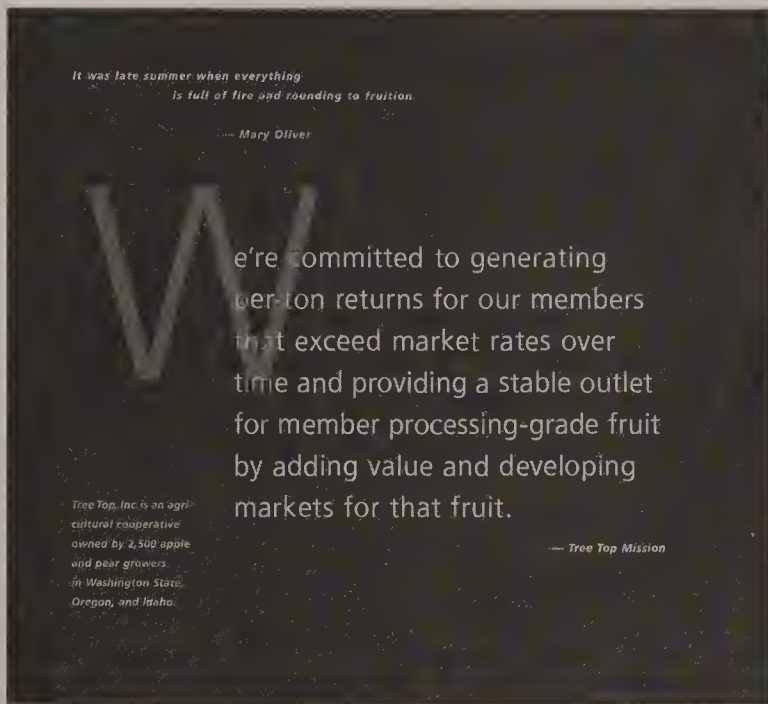 It was late summer when everything
is full of fire and rounding to fruition.
— Mary Oliver
We're committed to generating
per-ton returns for our members
that exceed market rates over
time and providing a stable outlet
for member processing-grade fruit
by adding value and developing
markets for that fruit.
— Tree Top Mission
Tree Top, Inc. is an agri-
cultural cooperative
owned by 2,500 apple
and pear growers
in Washington State,
Oregon, and Idaho.